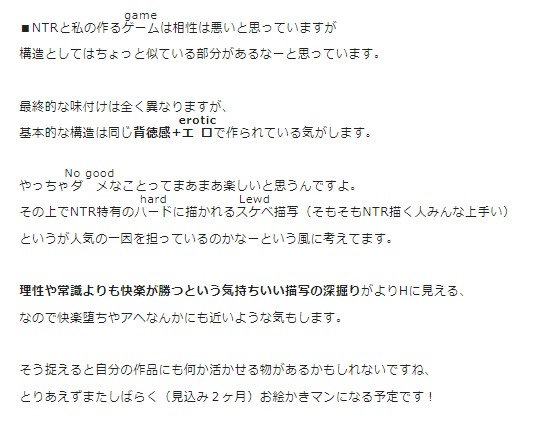 game
■NTRと私の作るゲームは相性は悪いと思っていますが
構造としてはちょっと似ている部分があるなーと思っています。
最終的な味付けは全く異なりますが、
erotic
基本的な構造は同じ背徳感+エ ロで作られている気がします。
No good
やっちゃダ メなことってまあまあ楽しいと思うんですよ。
hard Lewd
その上でNTR特有のハードに描かれるスケベ描写（そもそもNTR描く人みんな上手い）
というが人気の一因を担っているのかなーという風に考えてます。
理性や常識よりも快楽が勝つという気持ちいい描写の深掘りがよりHに見える、
なので快楽堕ちやアヘなんかにも近いような気もします。
そう捉えると自分の作品にも何か活かせる物があるかもしれないですね、
とりあえずまたしばらく（見込み２ヶ月）お絵かきマンになる予定です！